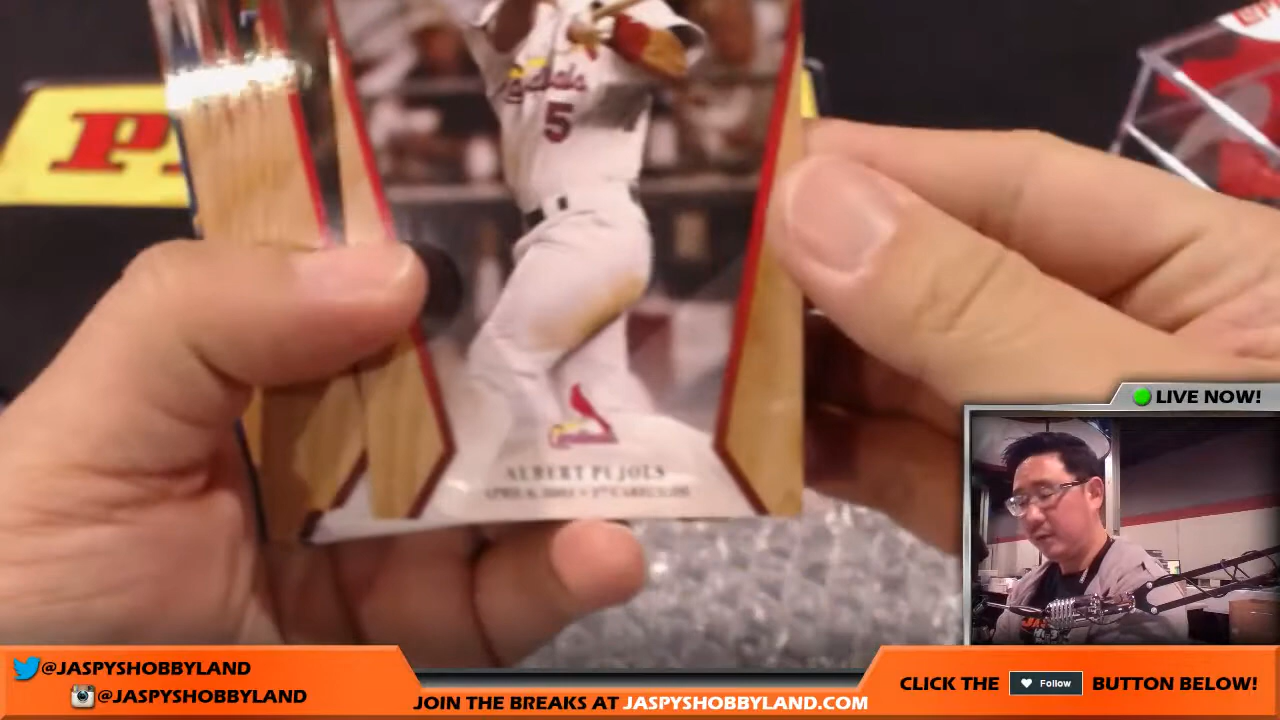 Cardinals
5
ALBERT PUJOLS
LIVE NOW!
@JASPYSHOBBYLAND
@JASPYSHOBBYLAND
JOIN THE BREAKS AT JASPYSHOBBYLAND.COM
CLICK THE Follow BUTTON BELOW!